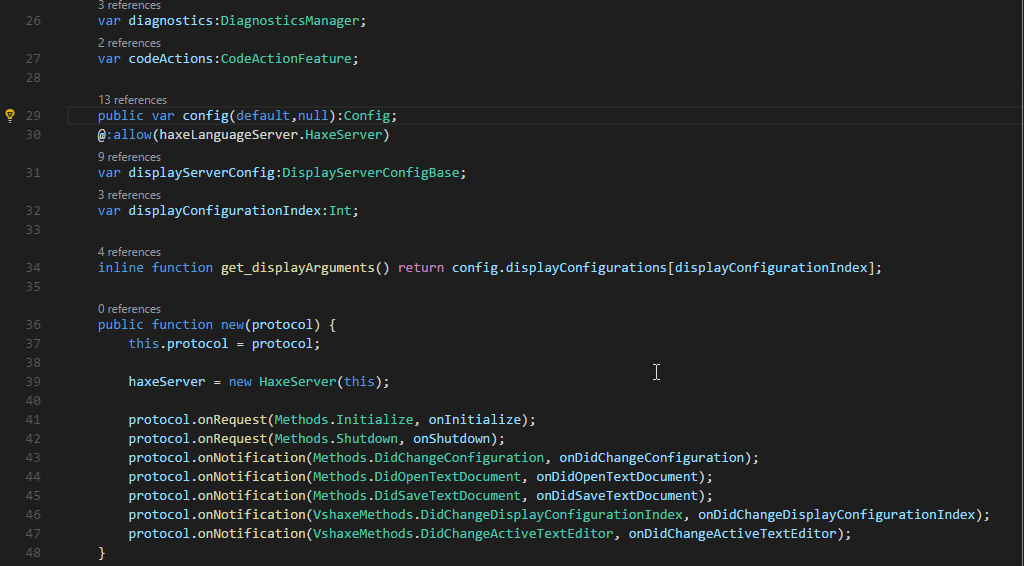 3 references
26 var diagnostics:DiagnosticsManager;
2 references
27 var codeActions:CodeActionFeature;
28
13 references
29 public var config(default,null):Config;
30 @:allow(haxeLanguageServer.HaxeServer)
9 references
31 var displayServerConfig:DisplayServerConfigBase;
3 references
32 var displayConfigurationIndex:Int;
33
4 references
34 inline function get_displayArguments() return config.displayConfigurations[displayConfigurationIndex];
35
0 references
36 public function new(protocol) {
37 this.protocol = protocol;
38
39 haxeServer = new HaxeServer(this);
40
41 protocol.onRequest(Methods.Initialize, onInitialize);
42 protocol.onRequest(Methods.Shutdown, onShutdown);
43 protocol.onNotification(Methods.DidChangeConfiguration, onDidChangeConfiguration);
44 protocol.onNotification(Methods.DidOpenTextDocument, onDidOpenTextDocument);
45 protocol.onNotification(Methods.DidSaveTextDocument, onDidSaveTextDocument);
46 protocol.onNotification(VshaxeMethods.DidChangeDisplayConfigurationIndex, onDidChangeDisplayConfigurationIndex);
47 protocol.onNotification(VshaxeMethods.DidChangeActiveTextEditor, onDidChangeActiveTextEditor);
48 }